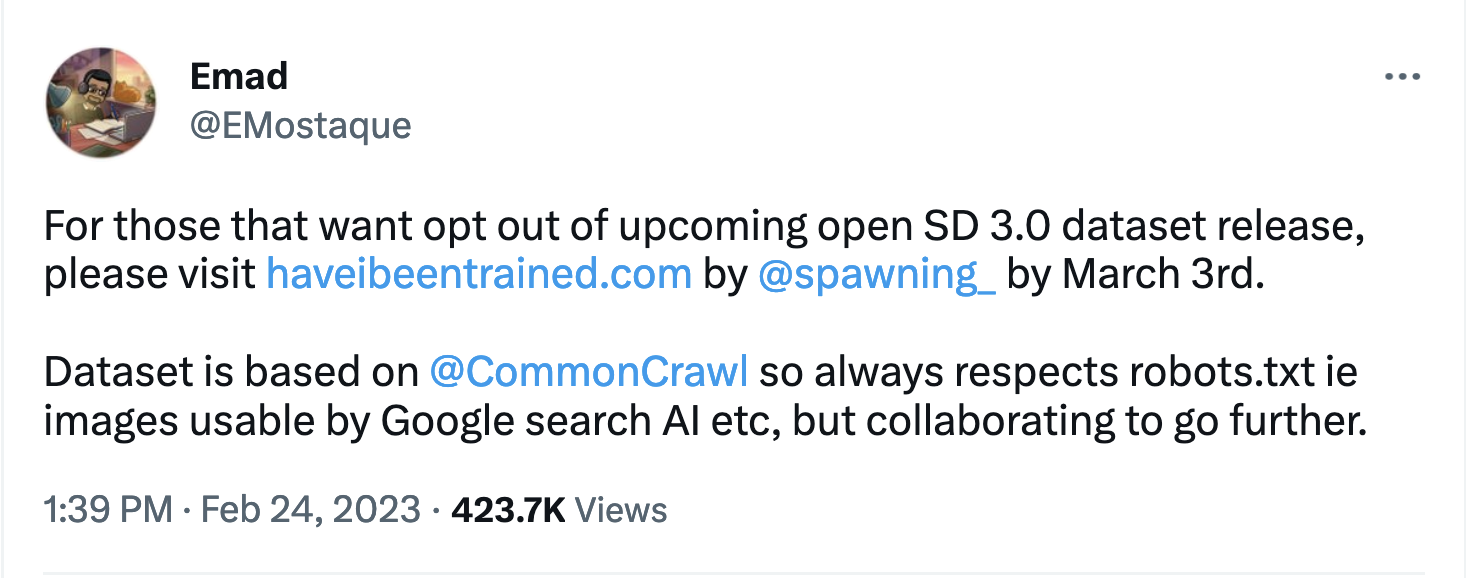 Emad
@EMostaque
For those that want opt out of upcoming open SD 3.0 dataset release,
please visit haveibeentrained.com by @spawning_ by March 3rd.
Dataset is based on @CommonCrawl so always respects robots.txt ie
images usable by Google search AI etc, but collaborating to go further.
1:39 PM · Feb 24, 2023 · 423.7K Views